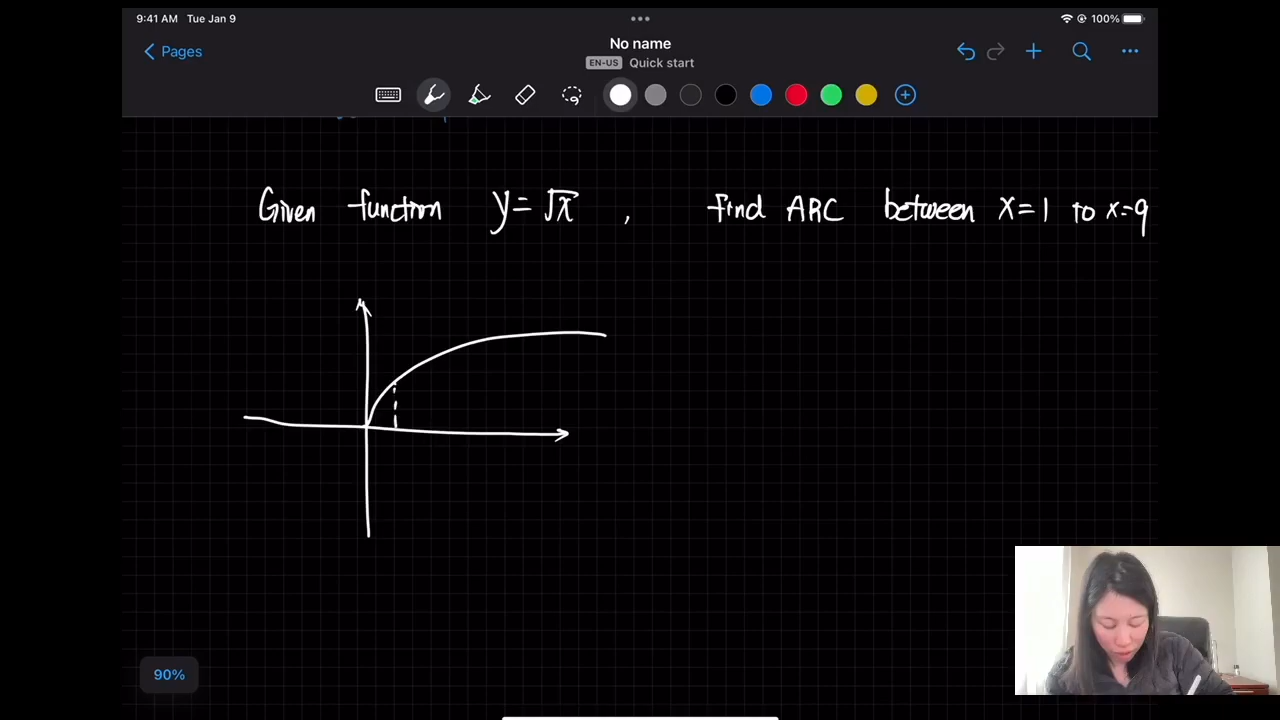 9:41 AM Tue Jan 9
100%
Pages
No name
EN-US Quick start
Given function y = √x , find ARC between x = 1 to x = 9
90%